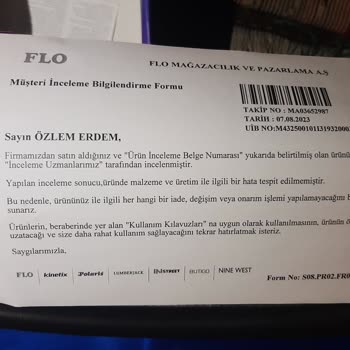 FLO
FLO MAĞAZACILIK VE PAZARLAMA A.Ş
Müşteri İnceleme Bilgilendirme Formu
TAKİP NO : MA03652987
TARİH : 07.08.2023
UİB NO:M4325001011319320000
Sayın ÖZLEM ERDEM,
Firmamızdan satın aldığınız ve "Ürün İnceleme Belge Numarası" yukarıda belirtilmiş olan ürünü
"İnceleme Uzmanlarımız" tarafından incelenmiştir.
Yapılan inceleme sonucu,üründe malzeme ve üretim ile ilgili bir hata tespit edilmemiştir.
Bu nedenle, ürününüz ile ilgili her hangi bir iade, değişim veya onarım işlemi yapılamayacağını b
sunarız.
Ürünlerin, beraberinde yer alan "Kullanım Kılavuzları" na uygun olarak kullanılmasının, ürünün ö
uzatacağı ve size daha rahat kullanım sağlayacağını tekrar hatırlatmak isteriz.
Saygılarımızla,
FLO kinetix Polaris LUMBERJACK INSTREET BUTIGO NINE WEST
Form No: S08.PR02.FR0